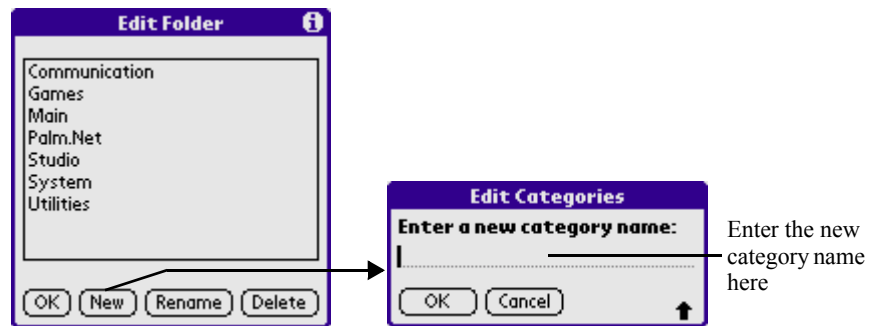 Edit Folder
Communication
Games
Main
Palm.Net
Studio
System
Utilities
OK New Rename Delete
Edit Categories
Enter a new category name:
OK Cancel
Enter the new
category name
here